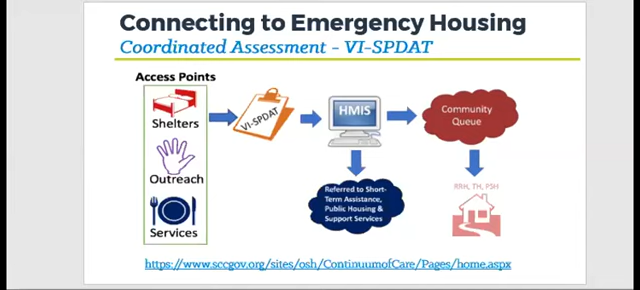 Connecting to Emergency Housing
Coordinated Assessment – VI-SPDAT
Access Points
Shelters
Outreach
Services
VI-SPDAT
HMIS
Community
Queue
Referred to Short-
Term Assistance,
Public Housing &
Support Services
RRH, TH, PSH
https://www.sccgov.org/sites/osh/ContinuumofCare/Pages/home.aspx